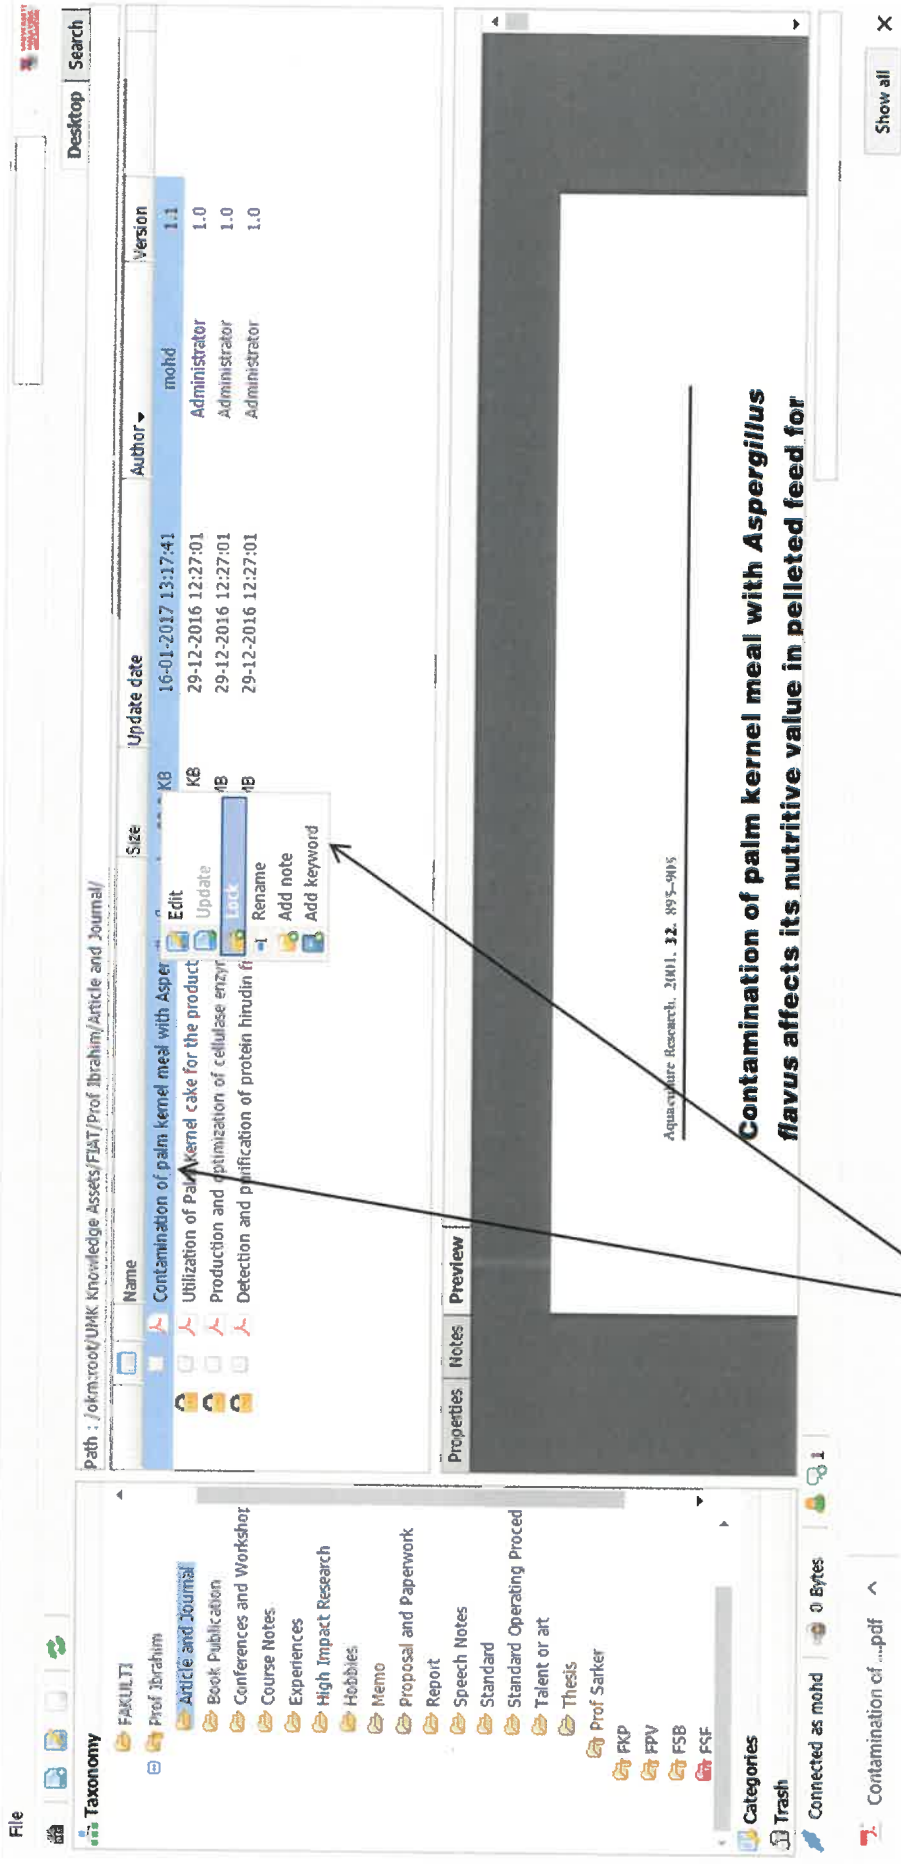 File
Desktop
Search
Taxonomy
FAKULTI
Prof Ibrahim
Article and Journal
Book Publication
Conferences and Workshop
Course Notes
Experiences
High Impact Research
Hobbies
Memo
Proposal and Paperwork
Report
Speech Notes
Standard
Standard Operating Proced
Talent or art
Thesis
Prof Sarker
FKP
FPV
FSB
FSF
Categories
Trash
Path : /okm:root/UMK Knowledge Assets/FIAT/Prof Ibrahim/Article and Journal/
Name Size Update date Author Version
Contamination of palm kernel meal with Asper KB 16-01-2017 13:17:41 mohd 1.1
Utilization of Palm Kernel cake for the product KB 29-12-2016 12:27:01 Administrator 1.0
Production and optimization of cellulase enzyr MB 29-12-2016 12:27:01 Administrator 1.0
Detection and purification of protein hirudin fr MB 29-12-2016 12:27:01 Administrator 1.0
Edit
Update
Lock
Rename
Add note
Add keyword
Properties Notes Preview
Aquaculture Research, 2001, 32, 895-905
Contamination of palm kernel meal with Aspergillus
flavus affects its nutritive value in pelleted feed for
Connected as mohd 0 Bytes 1
Contamination of ....pdf
Show all